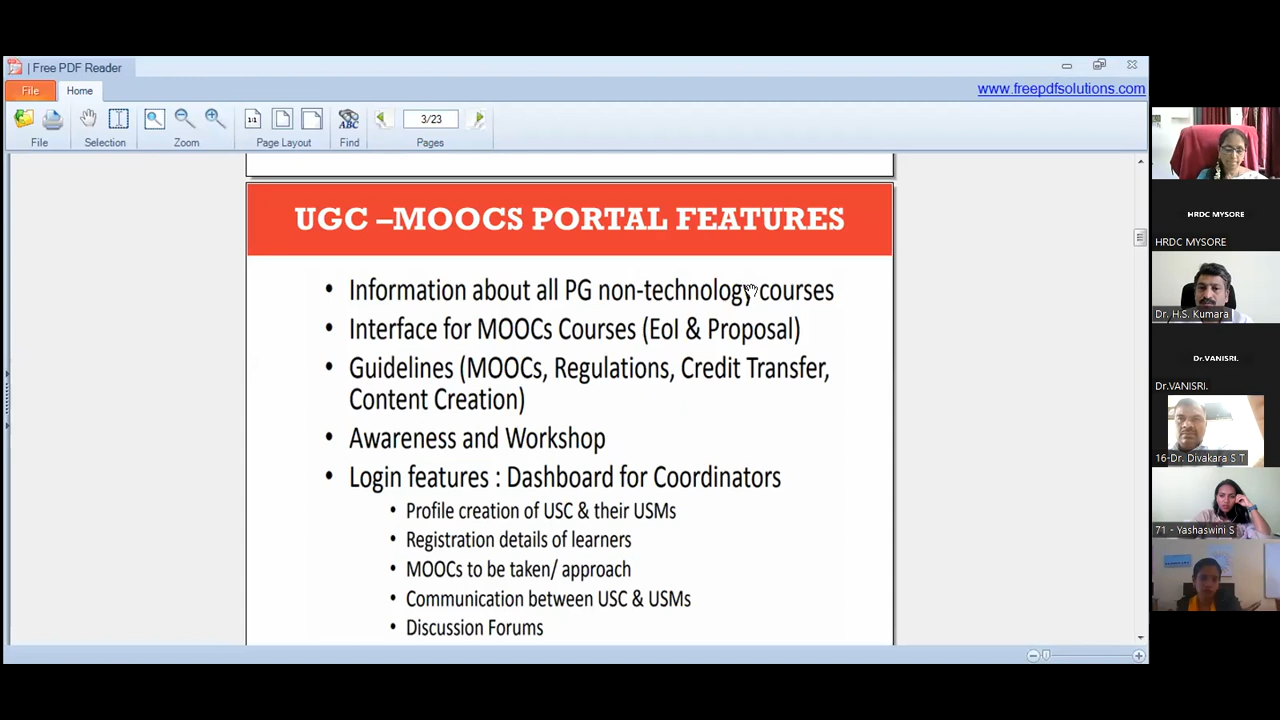 Free PDF Reader
File
Home
www.freepdfsolutions.com
1:1
ABC
3/23
File
Selection
Zoom
Page Layout
Find
Pages
UGC –MOOCS PORTAL FEATURES
• Information about all PG non-technology courses
• Interface for MOOCs Courses (EoI & Proposal)
• Guidelines (MOOCs, Regulations, Credit Transfer,
Content Creation)
• Awareness and Workshop
• Login features : Dashboard for Coordinators
• Profile creation of USC & their USMs
• Registration details of learners
• MOOCs to be taken/ approach
• Communication between USC & USMs
• Discussion Forums
HRDC MYSORE
HRDC MYSORE
Dr. H.S. Kumara
Dr.VANISRI.
Dr.VANISRI.
16-Dr. Divakara S T
71 - Yashaswini S